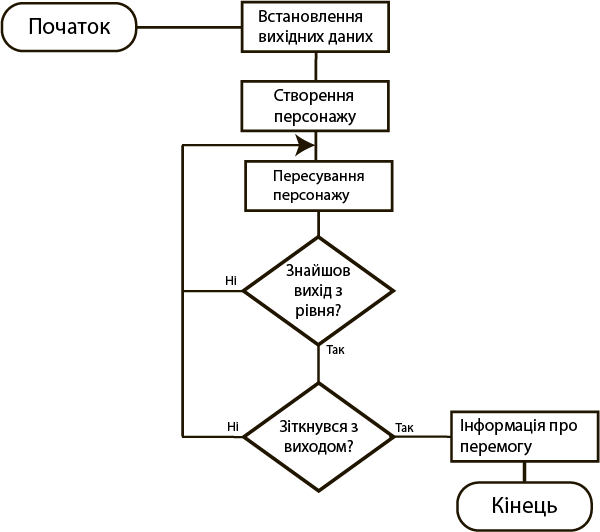 Початок
Встановлення
вихідних даних
Створення
персонажу
Пересування
персонажу
Знайшов
вихід з
рівня?
Ні
Так
Зіткнувся з
виходом?
Ні
Так
Інформація про
перемогу
Кінець